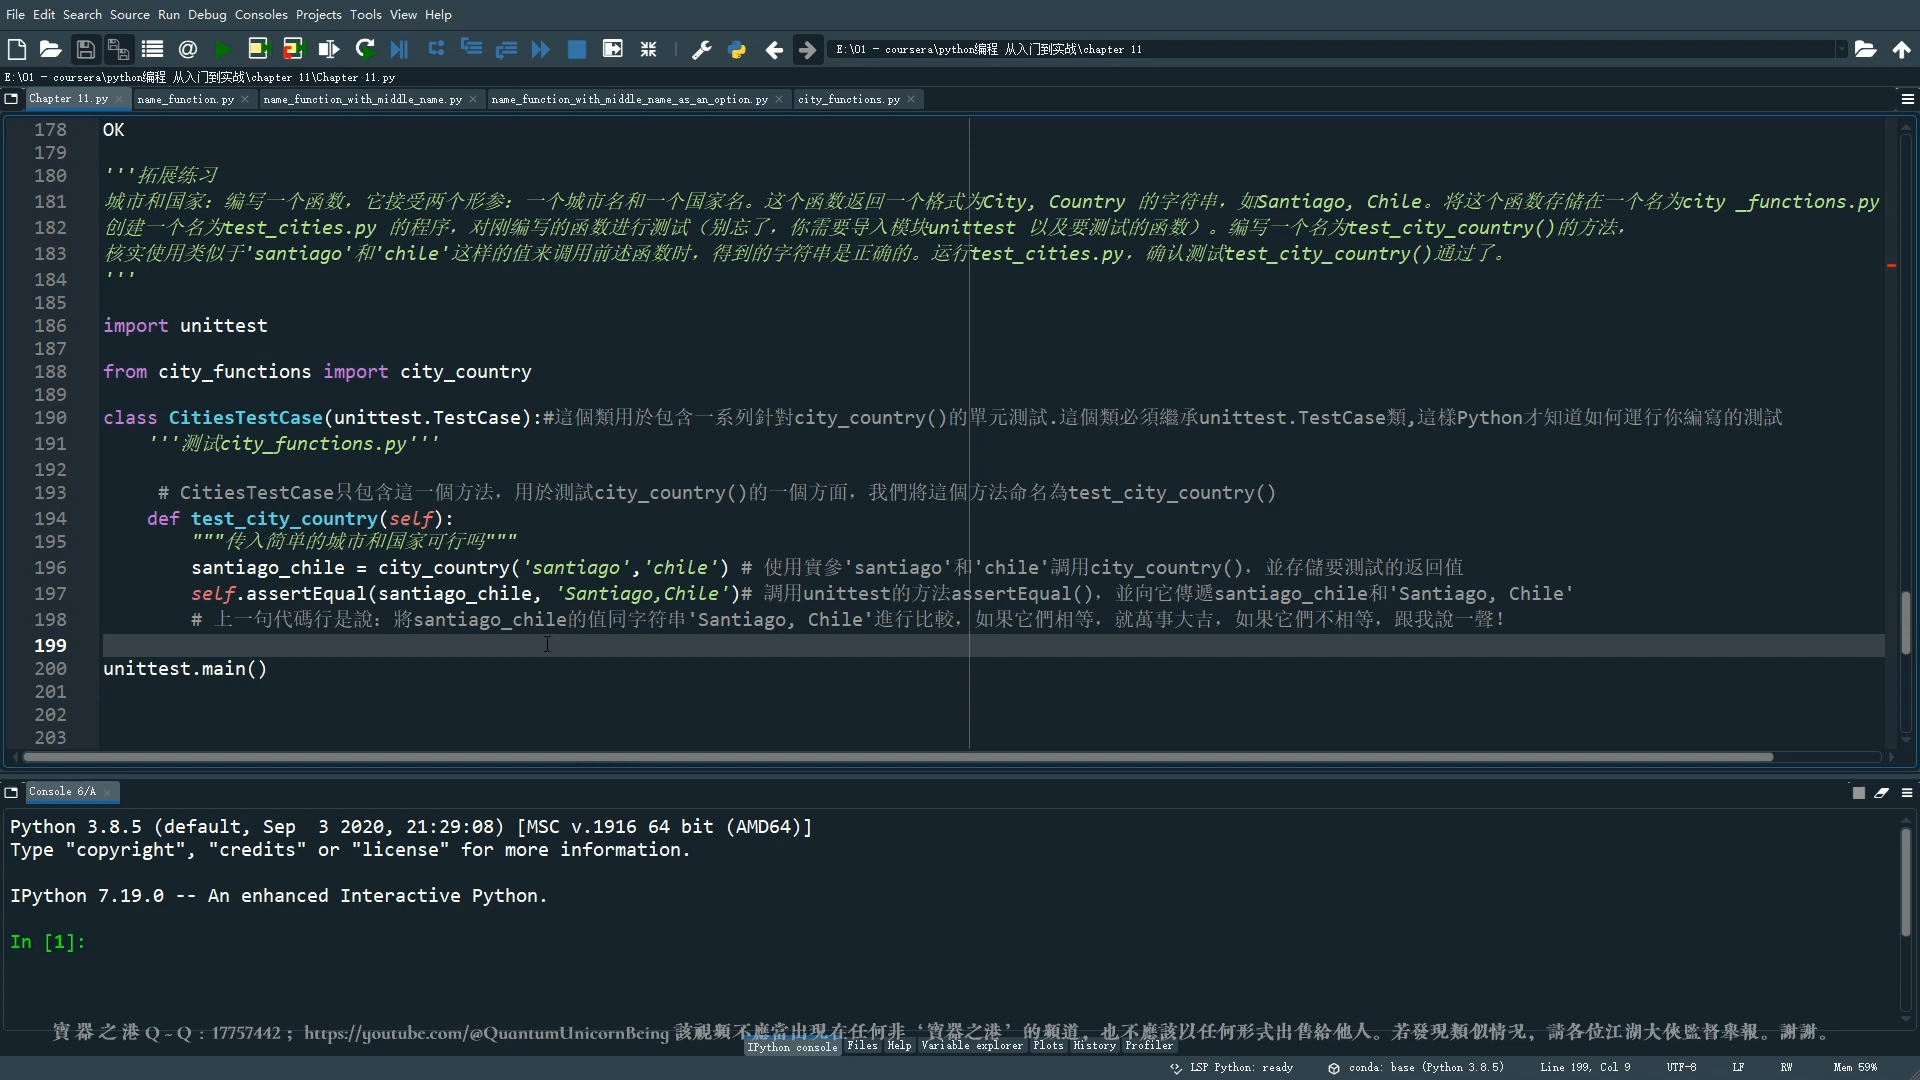 File Edit Search Source Run Debug Consoles Projects Tools View Help
E:\01 - coursera\python编程 从入门到实战\chapter 11
E:\01 - coursera\python编程 从入门到实战\chapter 11\Chapter 11.py
Chapter 11.py name_function.py name_function_with_middle_name.py name_function_with_middle_name_as_an_option.py city_functions.py
178 OK
179
180 '''拓展练习
181 城市和国家：编写一个函数，它接受两个形参：一个城市名和一个国家名。这个函数返回一个格式为City, Country 的字符串，如Santiago, Chile。将这个函数存储在一个名为city _functions.py
182 创建一个名为test_cities.py 的程序，对刚编写的函数进行测试（别忘了，你需要导入模块unittest 以及要测试的函数）。编写一个名为test_city_country()的方法，
183 核实使用类似于'santiago'和'chile'这样的值来调用前述函数时，得到的字符串是正确的。运行test_cities.py，确认测试test_city_country()通过了。
184 '''
185
186 import unittest
187
188 from city_functions import city_country
189
190 class CitiesTestCase(unittest.TestCase):#這個類用於包含一系列針對city_country()的單元測試.這個類必須繼承unittest.TestCase類,這樣Python才知道如何運行你編寫的測試
191 '''测试city_functions.py'''
192
193 # CitiesTestCase只包含這一個方法，用於測試city_country()的一個方面，我們將這個方法命名為test_city_country()
194 def test_city_country(self):
195 """传入简单的城市和国家可行吗"""
196 santiago_chile = city_country('santiago','chile') # 使用實參'santiago'和'chile'調用city_country()，並存儲要測試的返回值
197 self.assertEqual(santiago_chile, 'Santiago,Chile')# 調用unittest的方法assertEqual()，並向它傳遞santiago_chile和'Santiago, Chile'
198 # 上一句代碼行是說：將santiago_chile的值同字符串'Santiago, Chile'進行比較，如果它們相等，就萬事大吉，如果它們不相等，跟我說一聲！
199
200 unittest.main()
201
202
203
Console 6/A
Python 3.8.5 (default, Sep 3 2020, 21:29:08) [MSC v.1916 64 bit (AMD64)]
Type "copyright", "credits" or "license" for more information.
IPython 7.19.0 -- An enhanced Interactive Python.
In [1]:
寶器之港Q~Q：17757442；https://youtube.com/@QuantumUnicornBeing 該視頻不應當出現在任何非‘寶器之港’的頻道，也不應該以任何形式出售給他人。若發現類似情況，請各位江湖大俠監督舉報。謝謝。
IPython console Files Help Variable explorer Plots History Profiler
LSP Python: ready conda: base (Python 3.8.5) Line 199, Col 9 UTF-8 LF RW Mem 59%